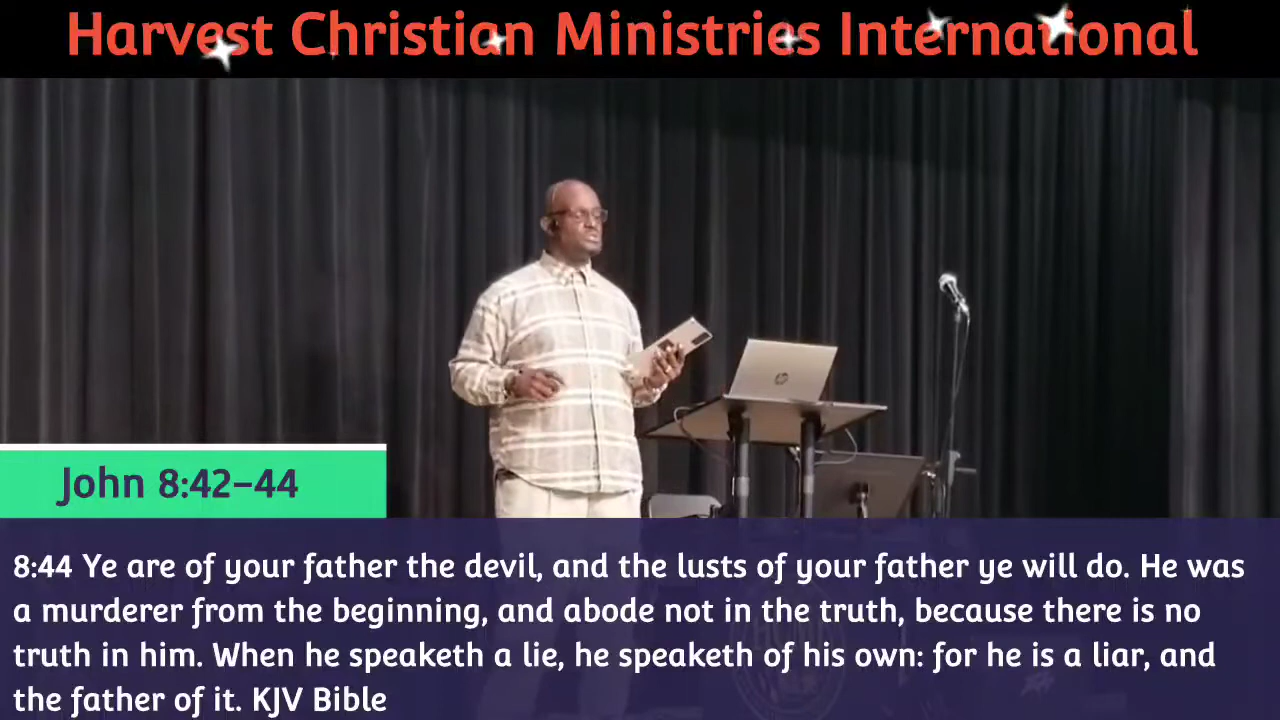 Harvest Christian Ministries International
John 8:42–44
8:44 Ye are of your father the devil, and the lusts of your father ye will do. He was
a murderer from the beginning, and abode not in the truth, because there is no
truth in him. When he speaketh a lie, he speaketh of his own: for he is a liar, and
the father of it. KJV Bible